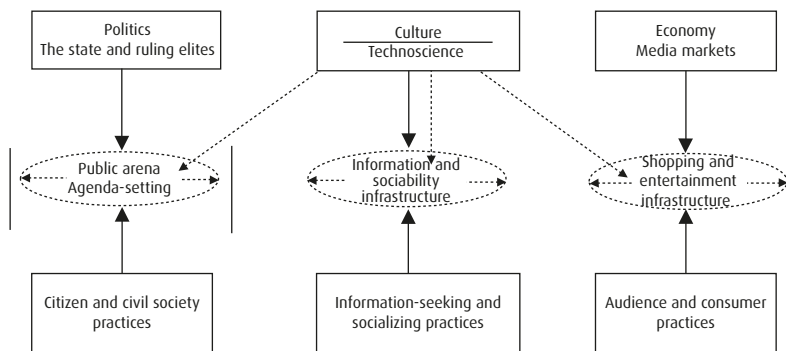 Politics
The state and ruling elites
Culture
Technoscience
Economy
Media markets
Public arena
Agenda-setting
Information and
sociability
infrastructure
Shopping and
entertainment
infrastructure
Citizen and civil society
practices
Information-seeking and
socializing practices
Audience and consumer
practices